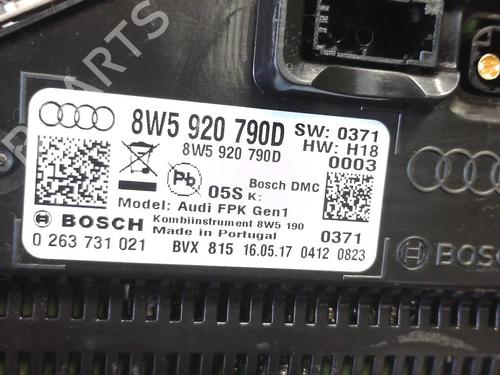 8W5 920 790D SW: 0371
8W5 920 790D HW: H18
0003
Pb 05S Bosch DMC
K:
Model: Audi FPK Gen1
BOSCH Kombiinstrument 8W5 190 0371
Made in Portugal
0 263 731 021 BVX 815 16.05.17 0412 0823
BOSC
PARTS